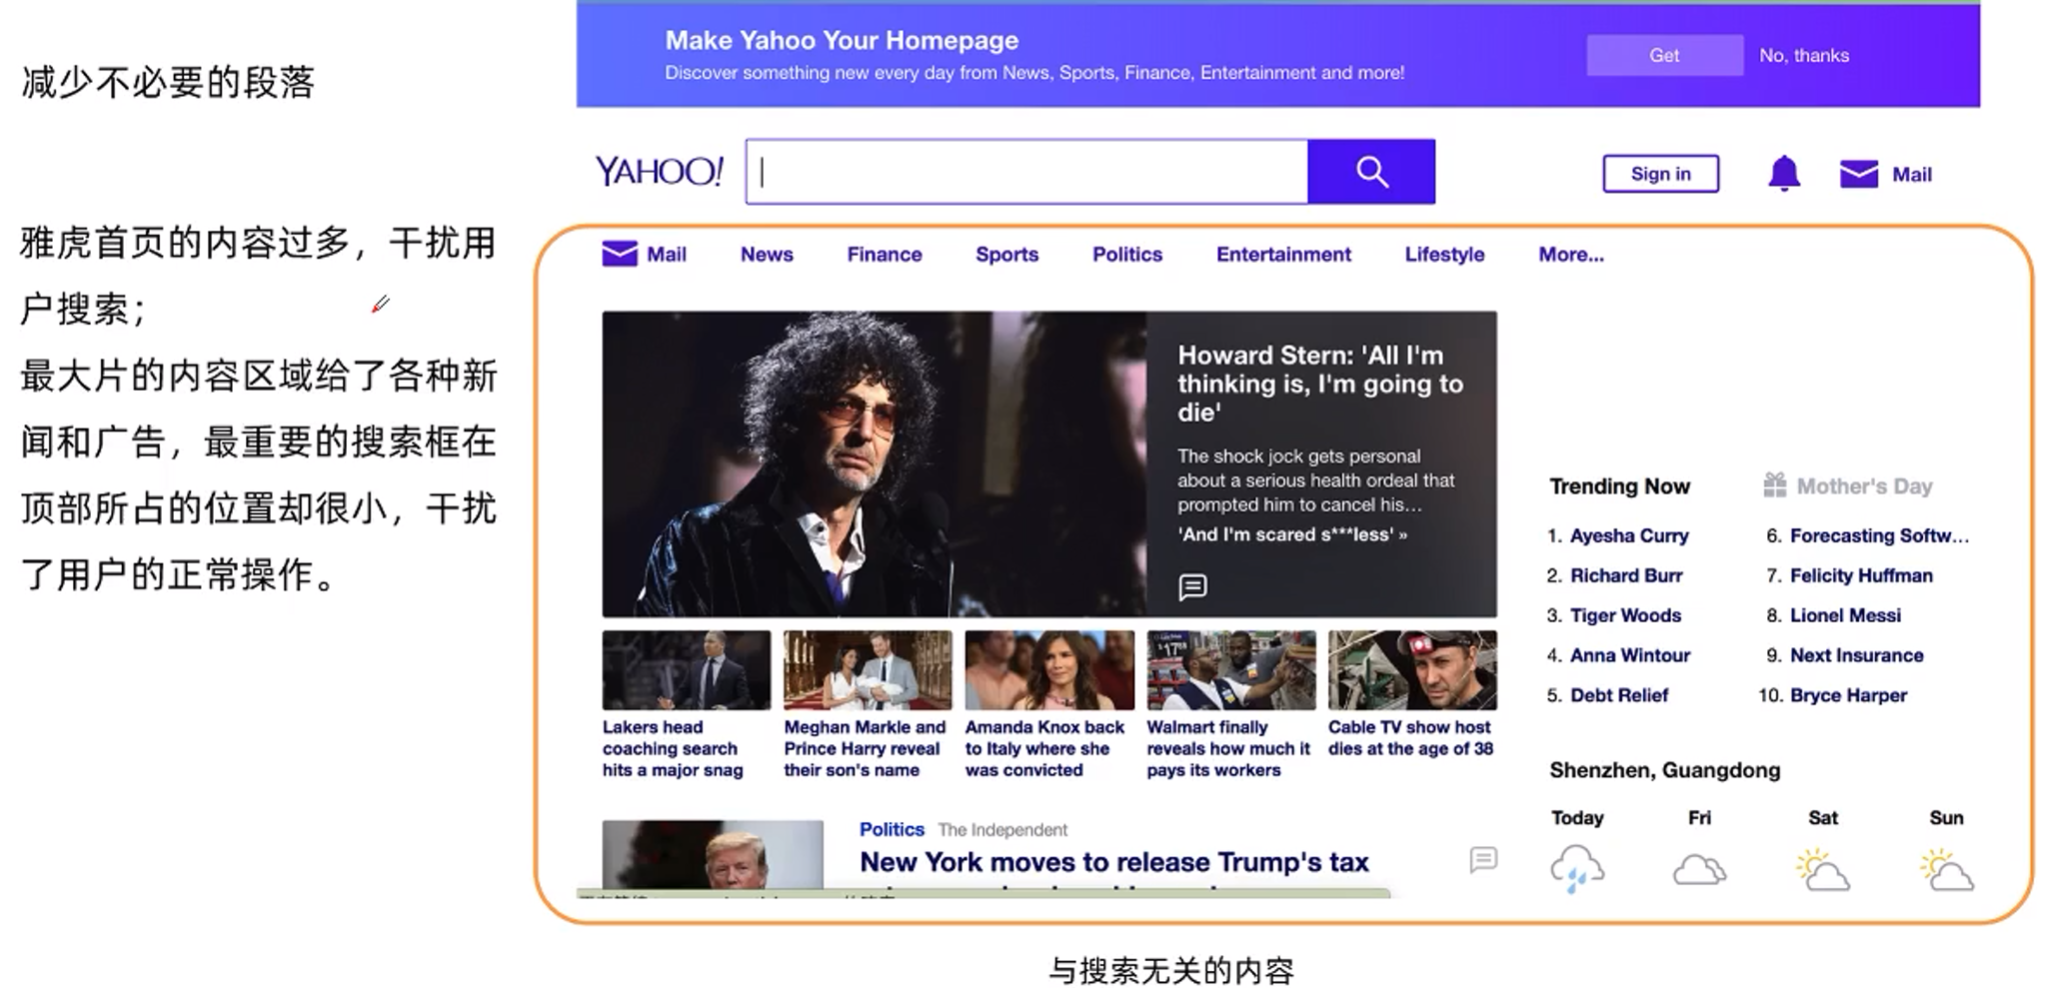 减少不必要的段落
雅虎首页的内容过多，干扰用
户搜索；
最大片的内容区域给了各种新
闻和广告，最重要的搜索框在
顶部所占的位置却很小，干扰
了用户的正常操作。
Make Yahoo Your Homepage
Discover something new every day from News, Sports, Finance, Entertainment and more!
Get
No, thanks
YAHOO!
Sign in
Mail
Mail News Finance Sports Politics Entertainment Lifestyle More...
Howard Stern: 'All I'm
thinking is, I'm going to
die'
The shock jock gets personal
about a serious health ordeal that
prompted him to cancel his...
'And I'm scared s***less' »
Lakers head
coaching search
hits a major snag
Meghan Markle and
Prince Harry reveal
their son's name
Amanda Knox back
to Italy where she
was convicted
Walmart finally
reveals how much it
pays its workers
Cable TV show host
dies at the age of 38
Politics The Independent
New York moves to release Trump's tax
Trending Now
1. Ayesha Curry
2. Richard Burr
3. Tiger Woods
4. Anna Wintour
5. Debt Relief
Mother's Day
6. Forecasting Softw...
7. Felicity Huffman
8. Lionel Messi
9. Next Insurance
10. Bryce Harper
Shenzhen, Guangdong
Today Fri Sat Sun
与搜索无关的内容